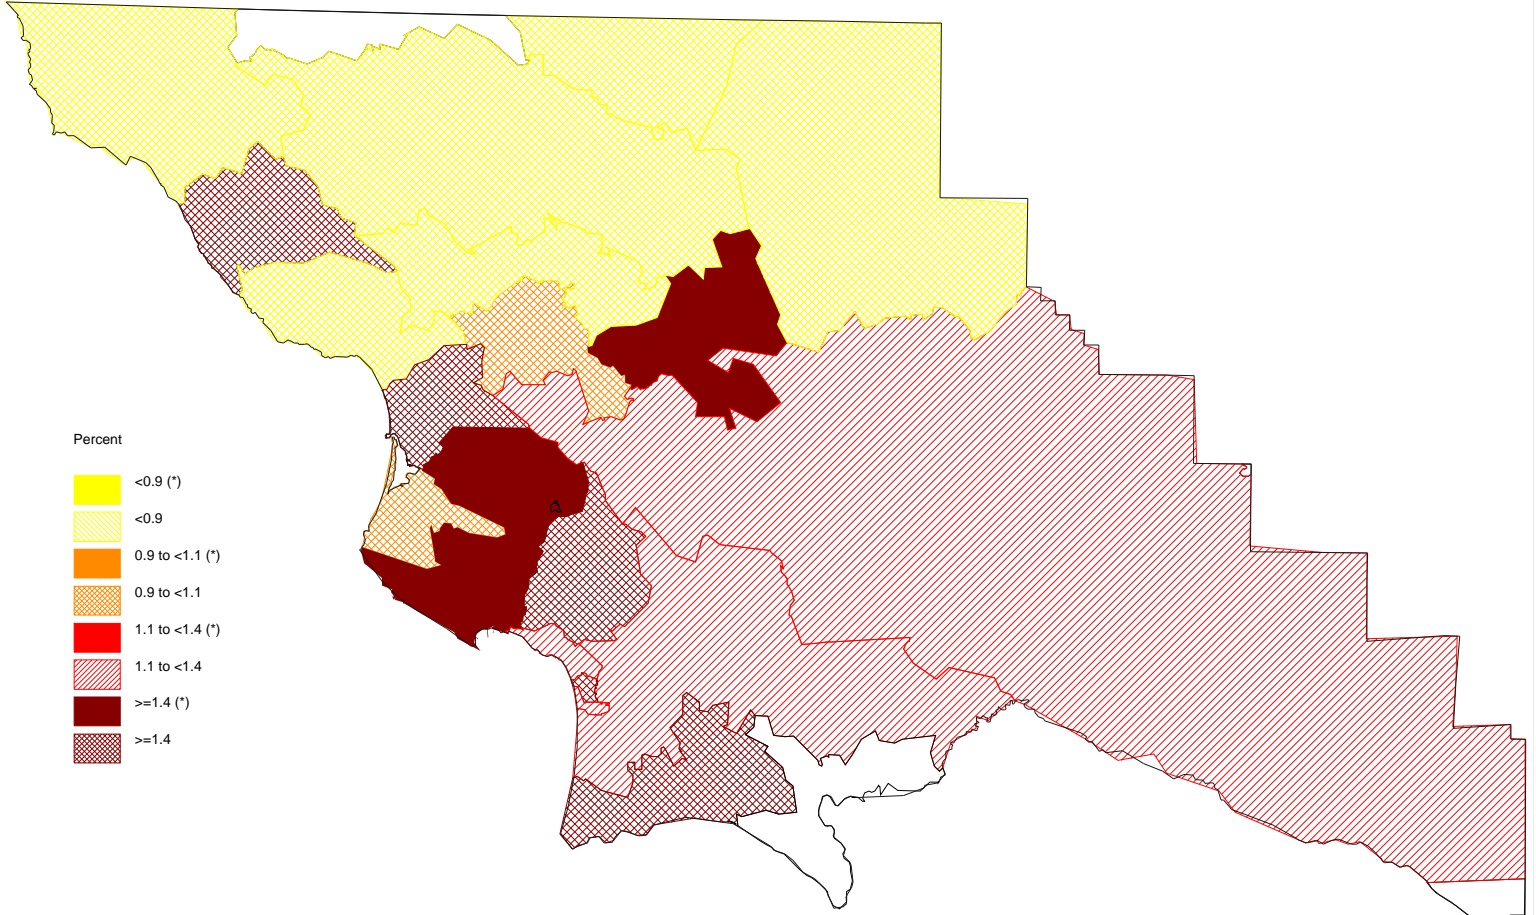 Percent
<0.9 (*)
<0.9
0.9 to <1.1 (*)
0.9 to <1.1
1.1 to <1.4 (*)
1.1 to <1.4
>=1.4 (*)
>=1.4